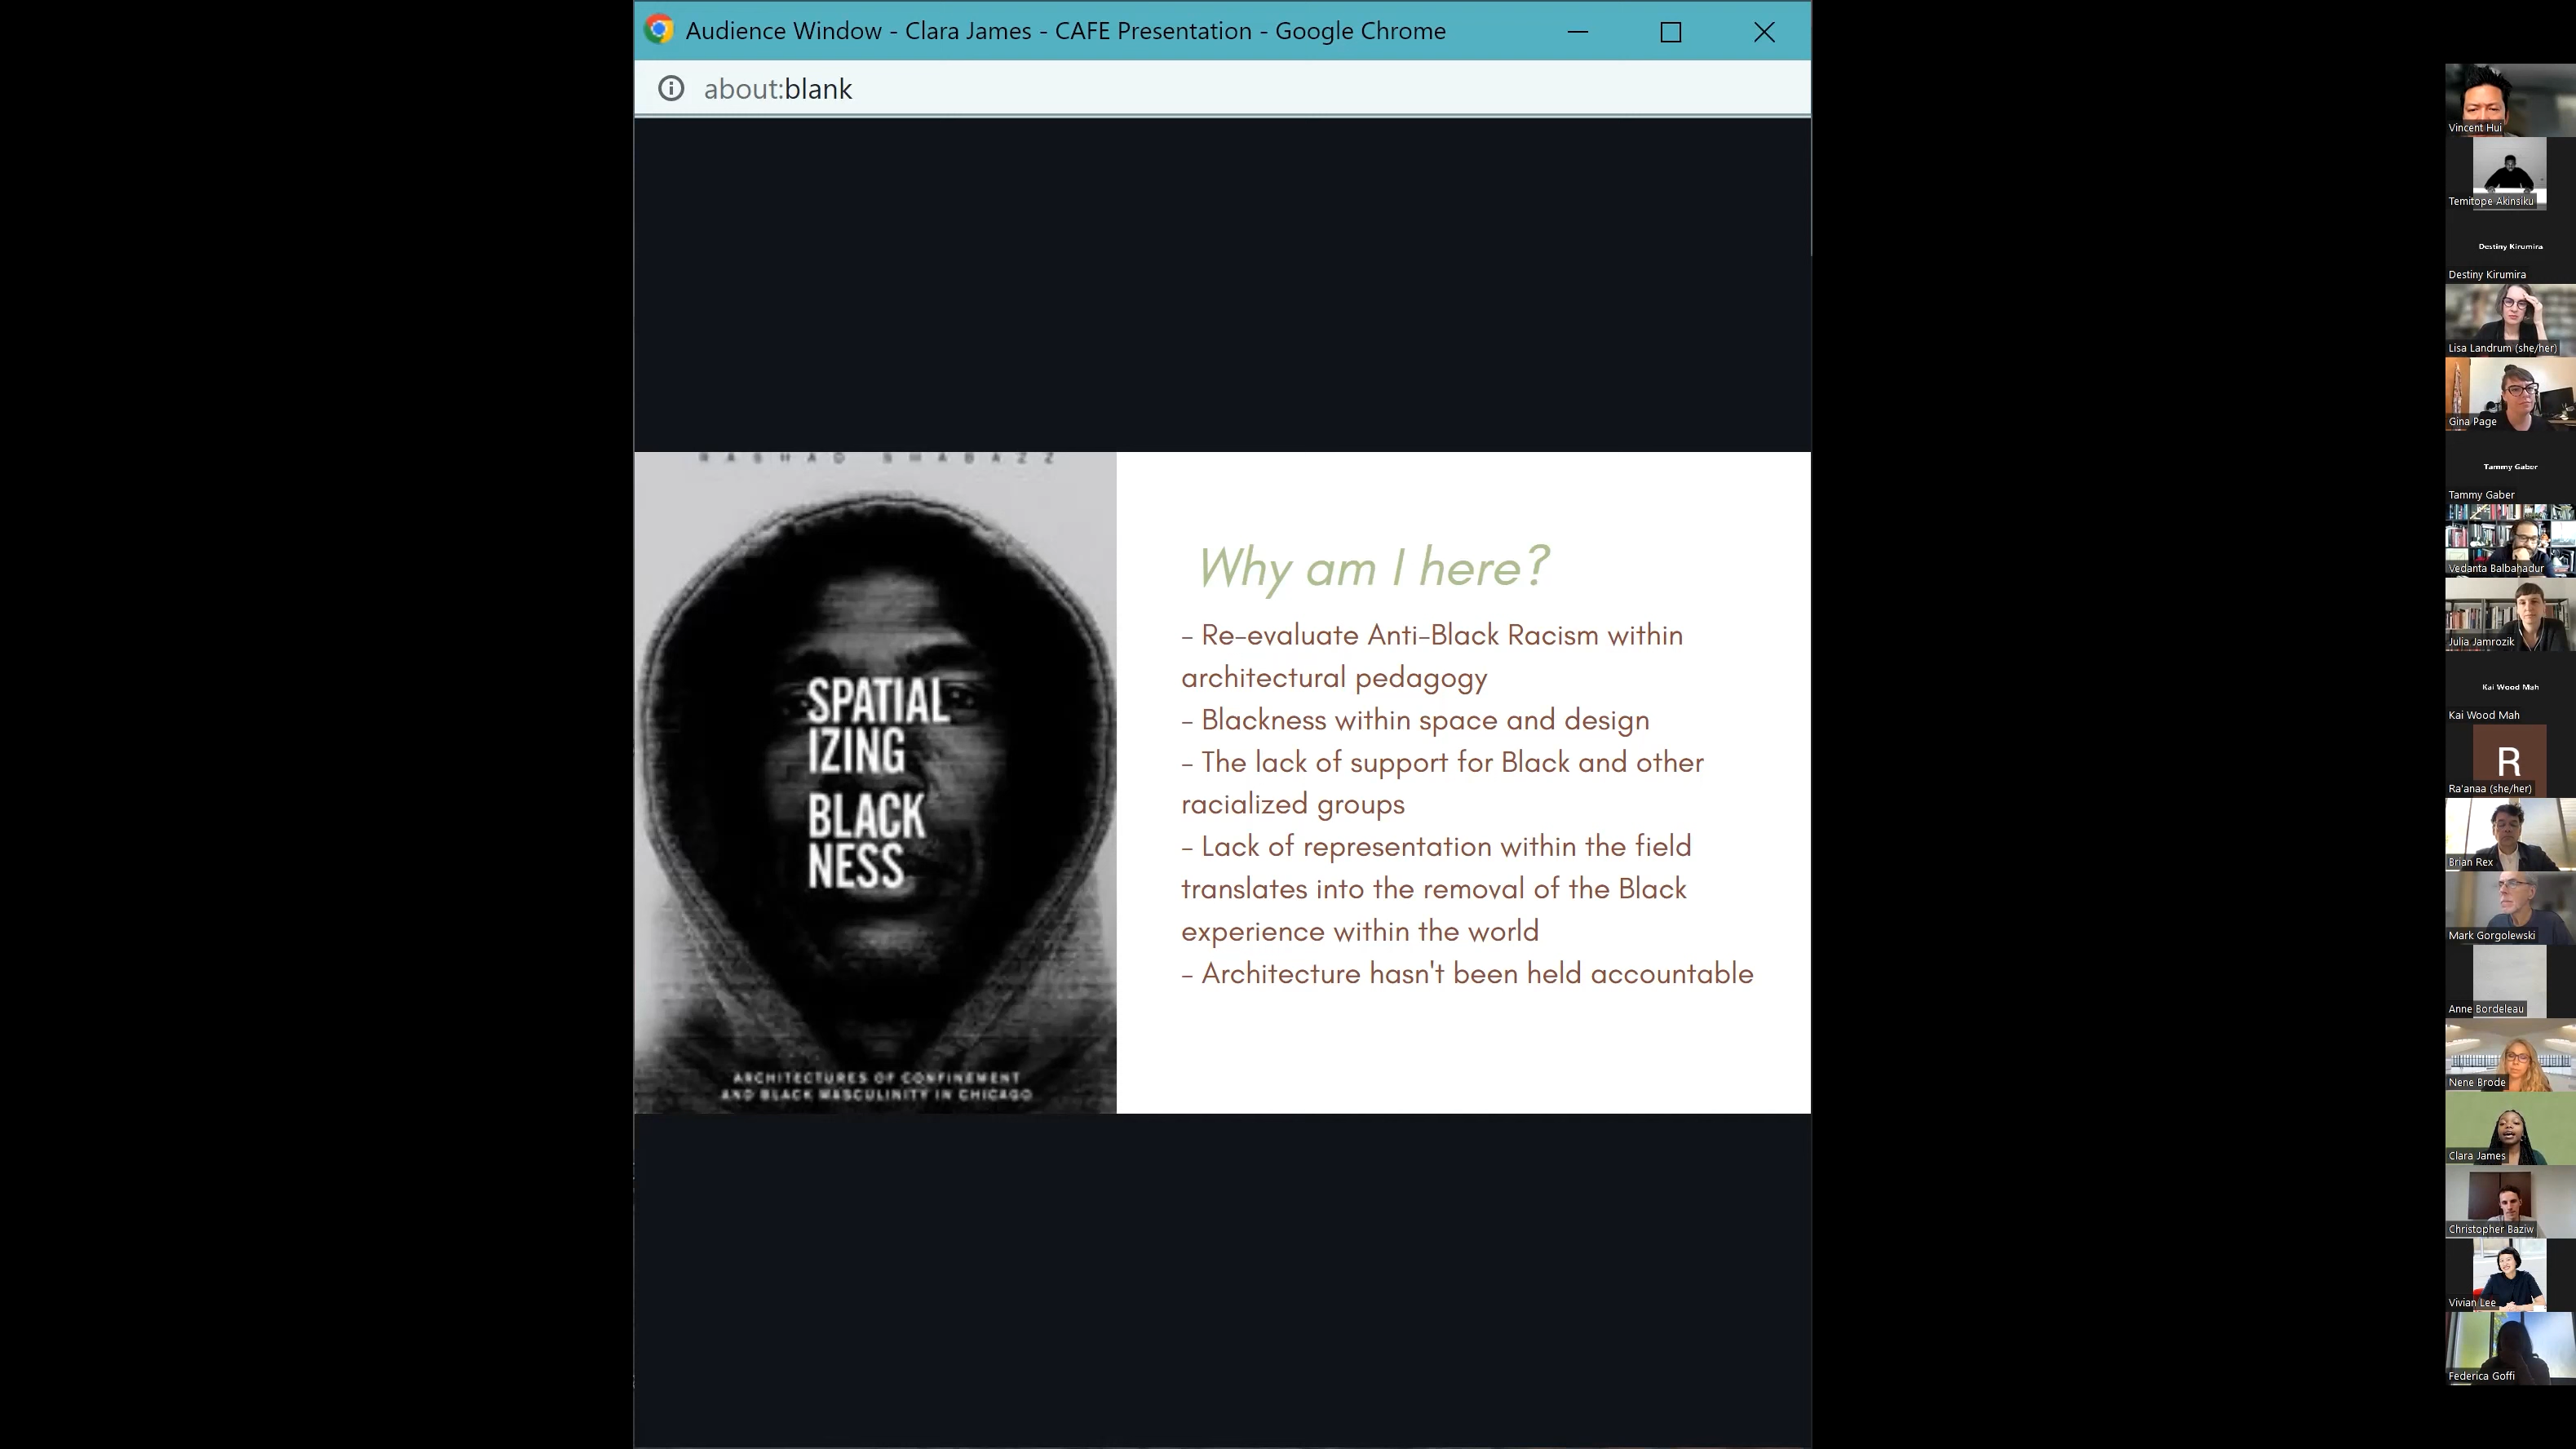 Audience Window - Clara James - CAFE Presentation - Google Chrome
about:blank
RASHAD SHABAZZ
SPATIAL
IZING
BLACK
NESS
ARCHITECTURES OF CONFINEMENT
AND BLACK MASCULINITY IN CHICAGO
Why am I here?
- Re-evaluate Anti-Black Racism within
architectural pedagogy
- Blackness within space and design
- The lack of support for Black and other
racialized groups
- Lack of representation within the field
translates into the removal of the Black
experience within the world
- Architecture hasn't been held accountable
Vincent Hui
Temitope Akinsiku
Destiny Kirumira
Destiny Kirumira
Lisa Landrum (she/her)
Gina Page
Tammy Gaber
Tammy Gaber
Vedanta Balbahadur
Julia Jamrozik
Kai Wood Mah
Kai Wood Mah
R
Ra'anaa (she/her)
Brian Rex
Mark Gorgolewski
Anne Bordeleau
Nene Brode
Clara James
Christopher Baziw
Vivian Lee
Federica Goffi